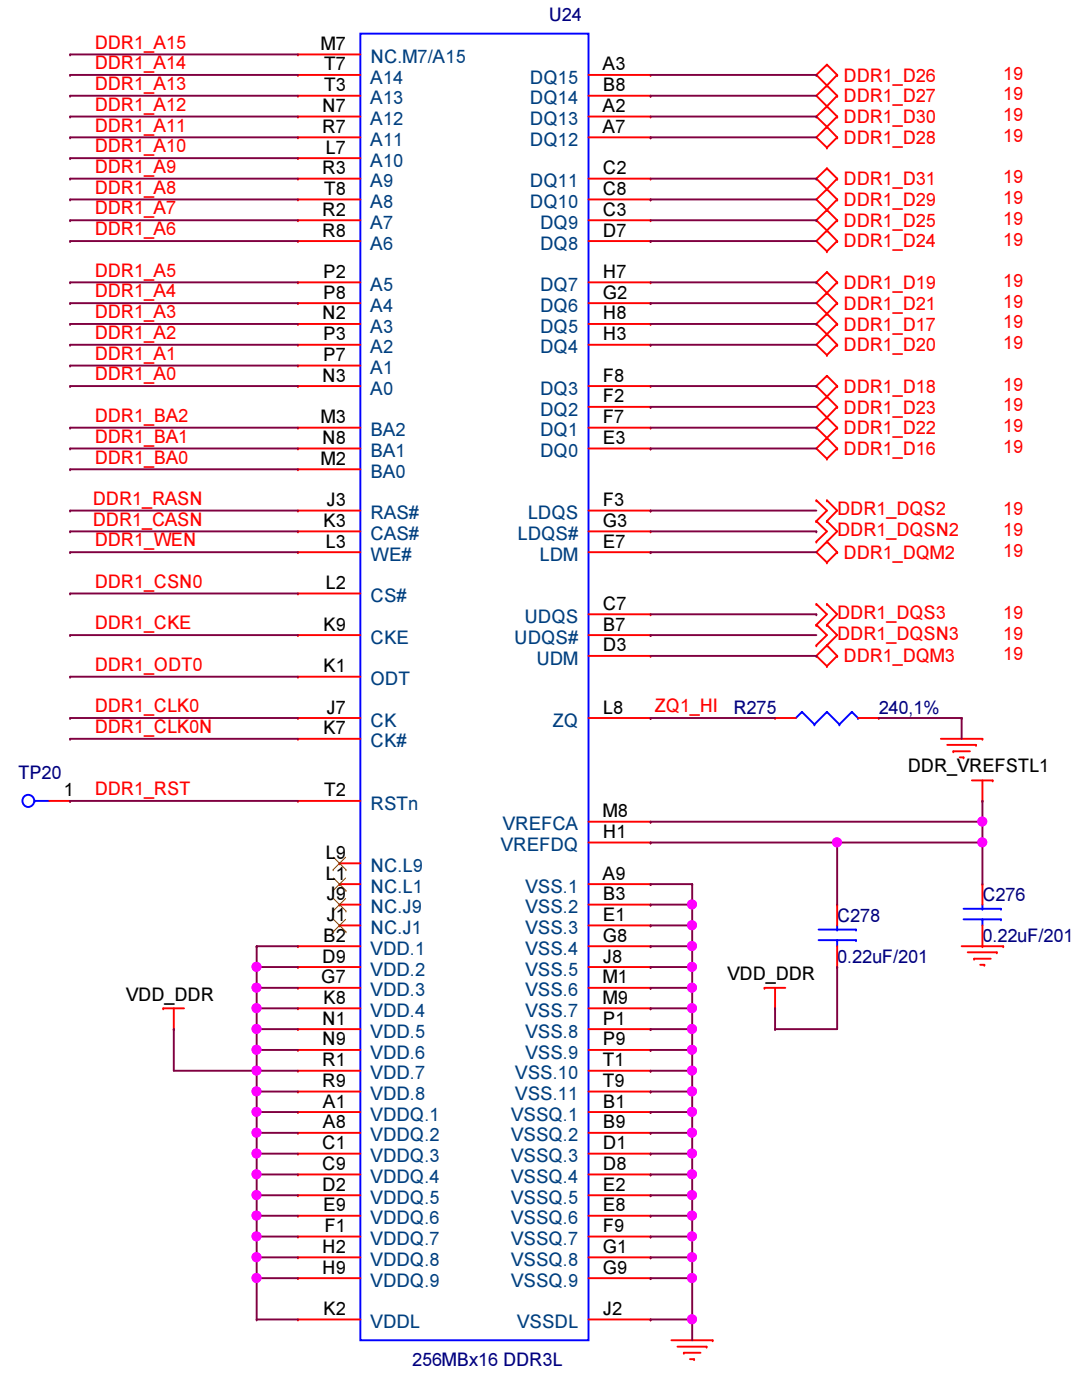 U24
DDR1_A15 M7 NC.M7/A15
DDR1_A14 T7 A14
DDR1_A13 T3 A13
DDR1_A12 N7 A12
DDR1_A11 R7 A11
DDR1_A10 L7 A10
DDR1_A9 R3 A9
DDR1_A8 T8 A8
DDR1_A7 R2 A7
DDR1_A6 R8 A6
DDR1_A5 P2 A5
DDR1_A4 P8 A4
DDR1_A3 N2 A3
DDR1_A2 P3 A2
DDR1_A1 P7 A1
DDR1_A0 N3 A0
DDR1_BA2 M3 BA2
DDR1_BA1 N8 BA1
DDR1_BA0 M2 BA0
DDR1_RASN J3 RAS#
DDR1_CASN K3 CAS#
DDR1_WEN L3 WE#
DDR1_CSN0 L2 CS#
DDR1_CKE K9 CKE
DDR1_ODT0 K1 ODT
DDR1_CLK0 J7 CK
DDR1_CLK0N K7 CK#
TP20
1 DDR1_RST T2 RSTn
L9 NC.L9
L1 NC.L1
J9 NC.J9
J1 NC.J1
B2 VDD.1
D9 VDD.2
G7 VDD.3
VDD_DDR
K8 VDD.4
N1 VDD.5
N9 VDD.6
R1 VDD.7
R9 VDD.8
A1 VDDQ.1
A8 VDDQ.2
C1 VDDQ.3
C9 VDDQ.4
D2 VDDQ.5
E9 VDDQ.6
F1 VDDQ.7
H2 VDDQ.8
H9 VDDQ.9
K2 VDDL
DQ15 A3 DDR1_D26 19
DQ14 B8 DDR1_D27 19
DQ13 A2 DDR1_D30 19
DQ12 A7 DDR1_D28 19
DQ11 C2 DDR1_D31 19
DQ10 C8 DDR1_D29 19
DQ9 C3 DDR1_D25 19
DQ8 D7 DDR1_D24 19
DQ7 H7 DDR1_D19 19
DQ6 G2 DDR1_D21 19
DQ5 H8 DDR1_D17 19
DQ4 H3 DDR1_D20 19
DQ3 F8 DDR1_D18 19
DQ2 F2 DDR1_D23 19
DQ1 F7 DDR1_D22 19
DQ0 E3 DDR1_D16 19
LDQS F3 DDR1_DQS2 19
LDQS# G3 DDR1_DQSN2 19
LDM E7 DDR1_DQM2 19
UDQS C7 DDR1_DQS3 19
UDQS# B7 DDR1_DQSN3 19
UDM D3 DDR1_DQM3 19
ZQ L8 ZQ1_HI R275 240,1%
DDR_VREFSTL1
VREFCA M8
VREFDQ H1
VSS.1 A9
VSS.2 B3
C276
VSS.3 E1
C278
VSS.4 G8
0.22uF/201
VSS.5 J8
0.22uF/201
VSS.6 M1
VDD_DDR
VSS.7 M9
VSS.8 P1
VSS.9 P9
VSS.10 T1
VSS.11 T9
VSSQ.1 B1
VSSQ.2 B9
VSSQ.3 D1
VSSQ.4 D8
VSSQ.5 E2
VSSQ.6 E8
VSSQ.7 F9
VSSQ.8 G1
VSSQ.9 G9
VSSDL J2
256MBx16 DDR3L